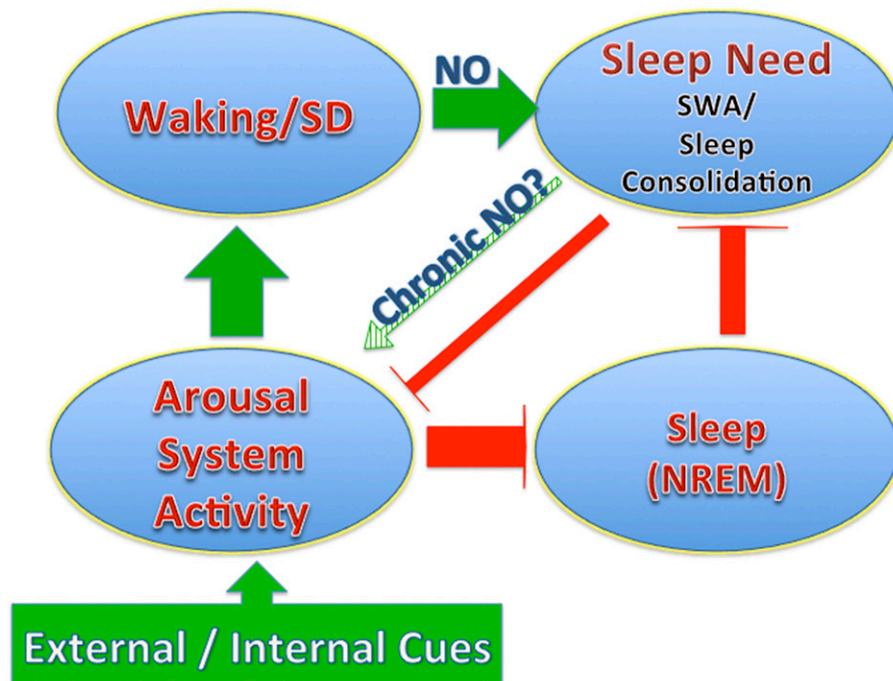 Waking/SD
NO
Sleep Need
SWA/
Sleep
Consolidation
Chronic NO?
Arousal
System
Activity
Sleep
(NREM)
External / Internal Cues